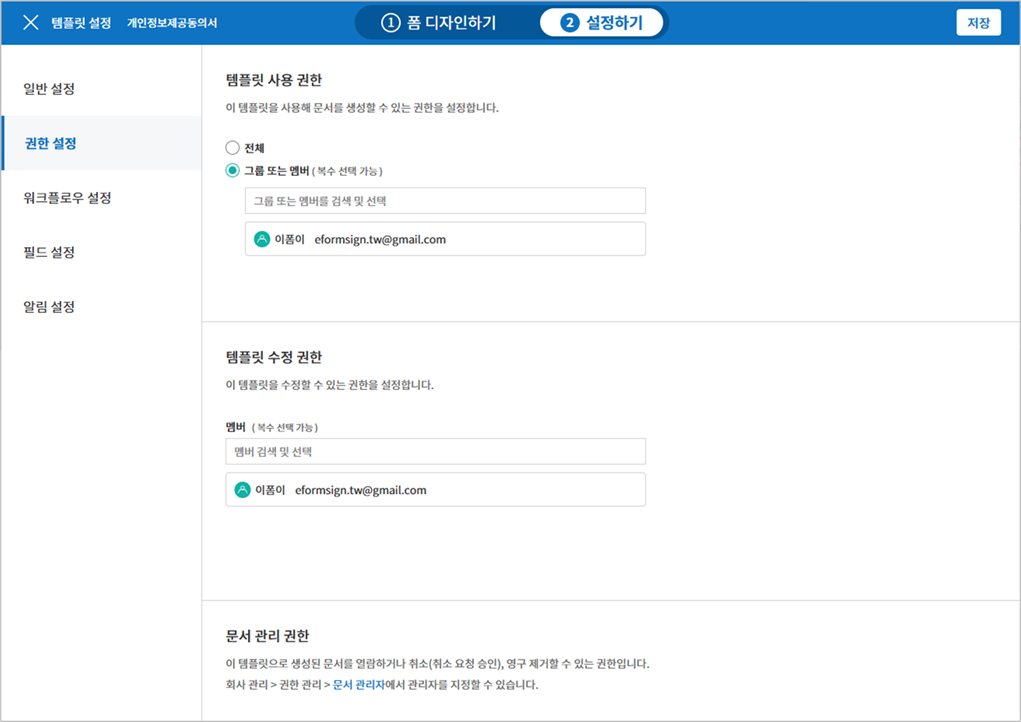 템플릿 설정 개인정보제공동의서 ① 폼 디자인하기 ② 설정하기 저장
일반 설정
권한 설정
워크플로우 설정
필드 설정
알림 설정
템플릿 사용 권한
이 템플릿을 사용해 문서를 생성할 수 있는 권한을 설정합니다.
전체
그룹 또는 멤버 ( 복수 선택 가능 )
그룹 또는 멤버를 검색 및 선택
이폼이 eformsign.tw@gmail.com
템플릿 수정 권한
이 템플릿을 수정할 수 있는 권한을 설정합니다.
멤버 ( 복수 선택 가능 )
멤버 검색 및 선택
이폼이 eformsign.tw@gmail.com
문서 관리 권한
이 템플릿으로 생성된 문서를 열람하거나 취소(취소 요청 승인), 영구 제거할 수 있는 권한입니다.
회사 관리 > 권한 관리 > 문서 관리자에서 관리자를 지정할 수 있습니다.